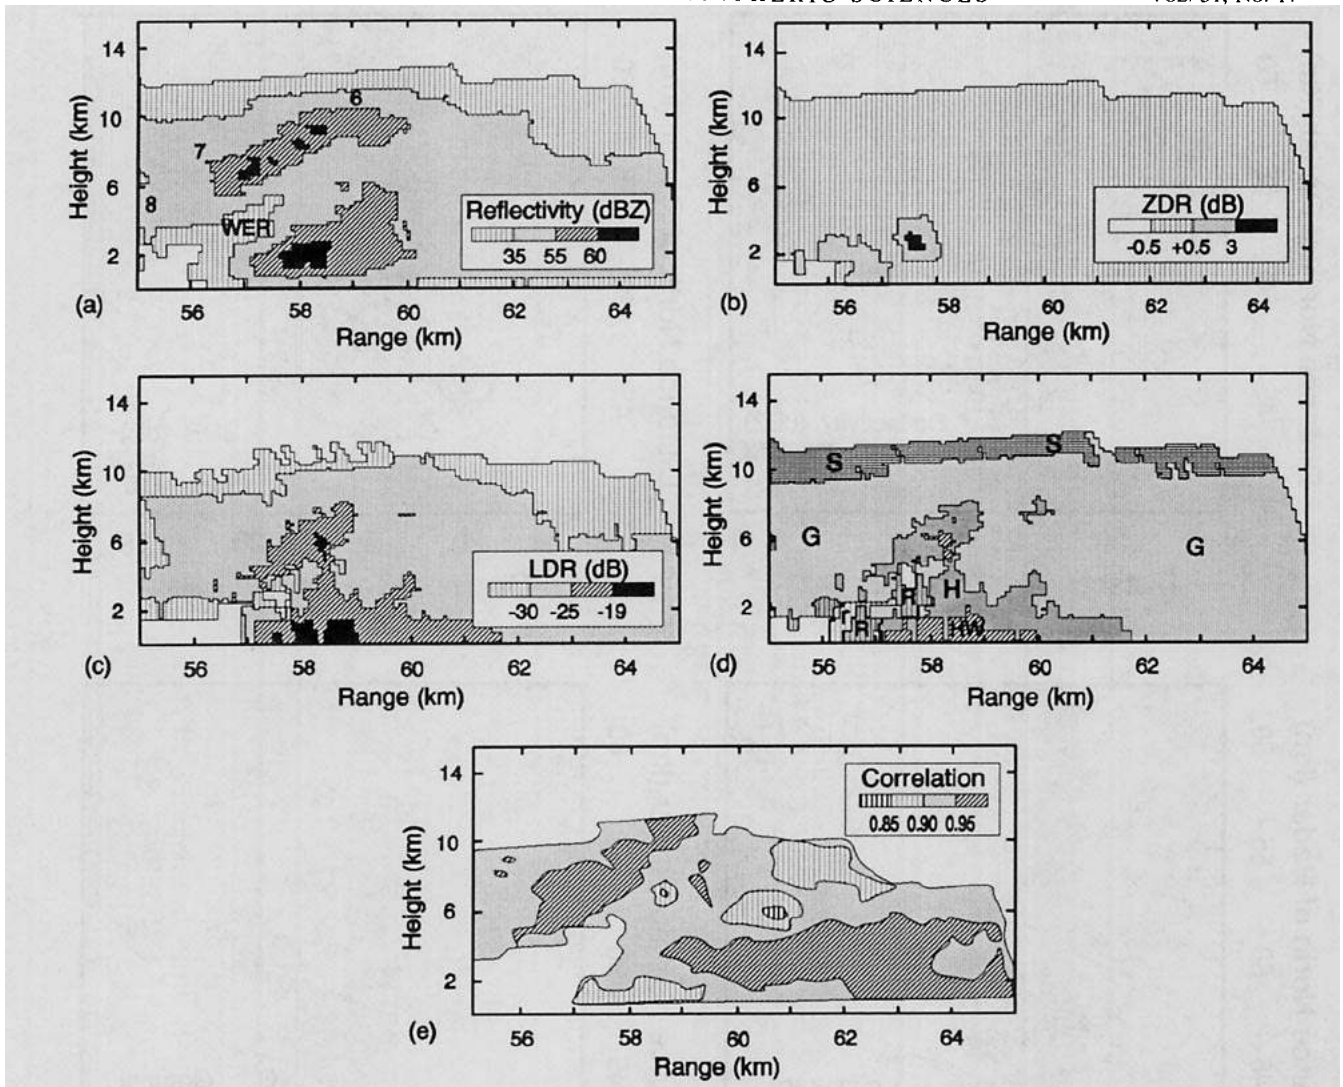 14
10
6
2
Height (km)
6
7
8
WER
Reflectivity (dBZ)
35 55 60
(a)
56 58 60 62 64
Range (km)
14
10
6
2
Height (km)
ZDR (dB)
-0.5 +0.5 3
(b)
56 58 60 62 64
Range (km)
14
10
6
2
Height (km)
LDR (dB)
-30 -25 -19
(c)
56 58 60 62 64
Range (km)
14
10
6
2
Height (km)
S S
G G
R H
R HW
(d)
56 58 60 62 64
Range (km)
14
10
6
2
Height (km)
Correlation
0.85 0.90 0.95
(e)
56 58 60 62 64
Range (km)